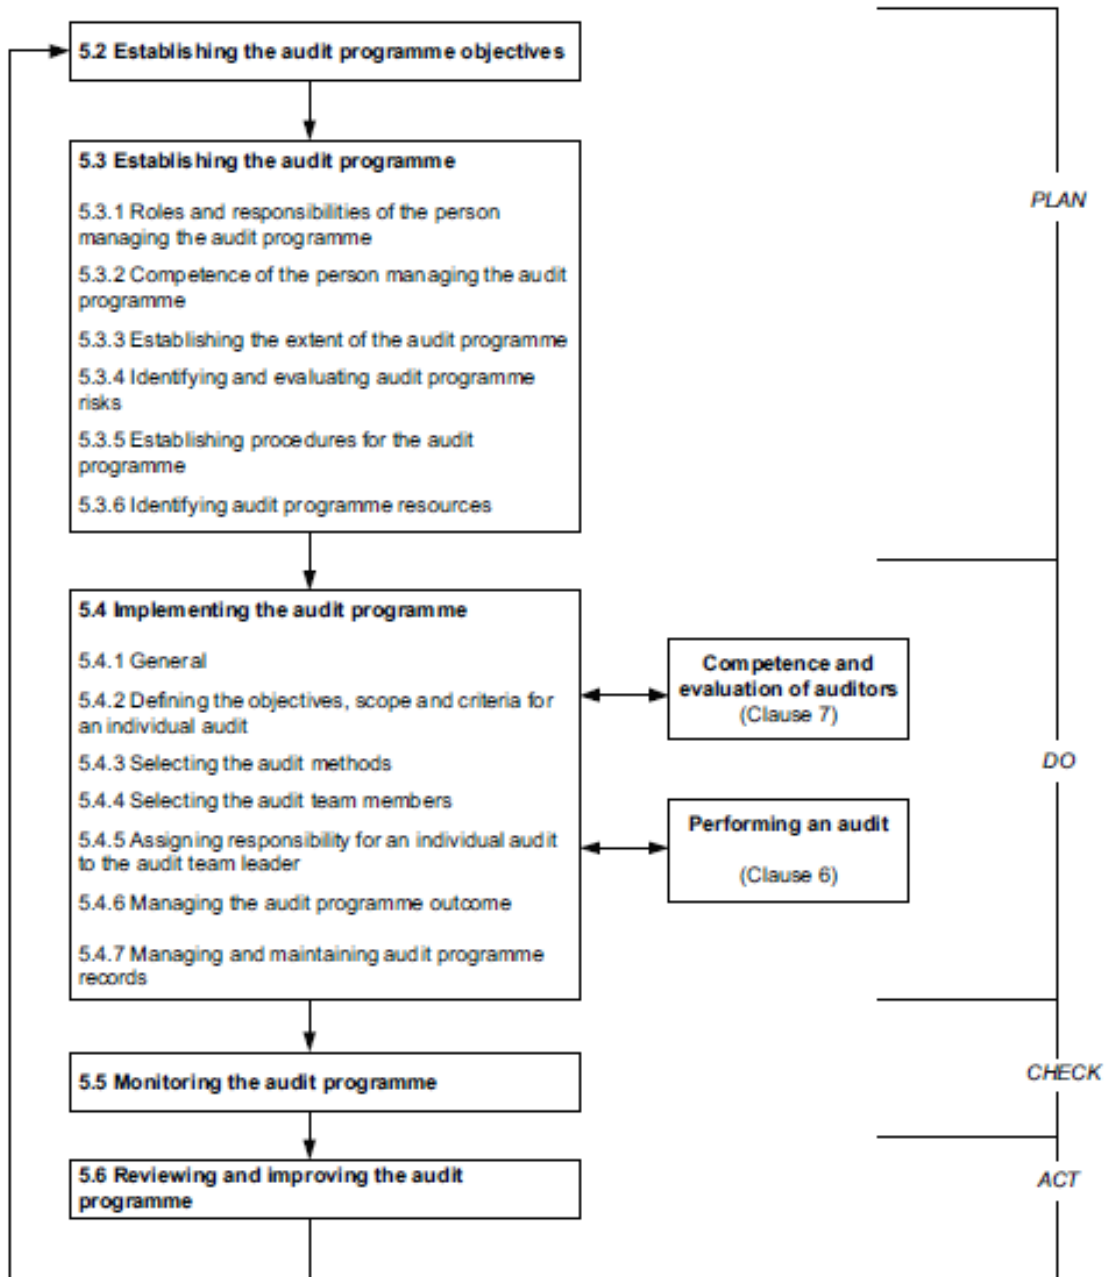 5.2 Establishing the audit programme objectives
5.3 Establishing the audit programme
5.3.1 Roles and responsibilities of the person
managing the audit programme
5.3.2 Competence of the person managing the audit
programme
5.3.3 Establishing the extent of the audit programme
5.3.4 Identifying and evaluating audit programme
risks
5.3.5 Establishing procedures for the audit
programme
5.3.6 Identifying audit programme resources
PLAN
5.4 Implementing the audit programme
5.4.1 General
5.4.2 Defining the objectives, scope and criteria for
an individual audit
5.4.3 Selecting the audit methods
5.4.4 Selecting the audit team members
5.4.5 Assigning responsibility for an individual audit
to the audit team leader
5.4.6 Managing the audit programme outcome
5.4.7 Managing and maintaining audit programme
records
Competence and
evaluation of auditors
(Clause 7)
Performing an audit
(Clause 6)
DO
5.5 Monitoring the audit programme
CHECK
5.6 Reviewing and improving the audit
programme
ACT